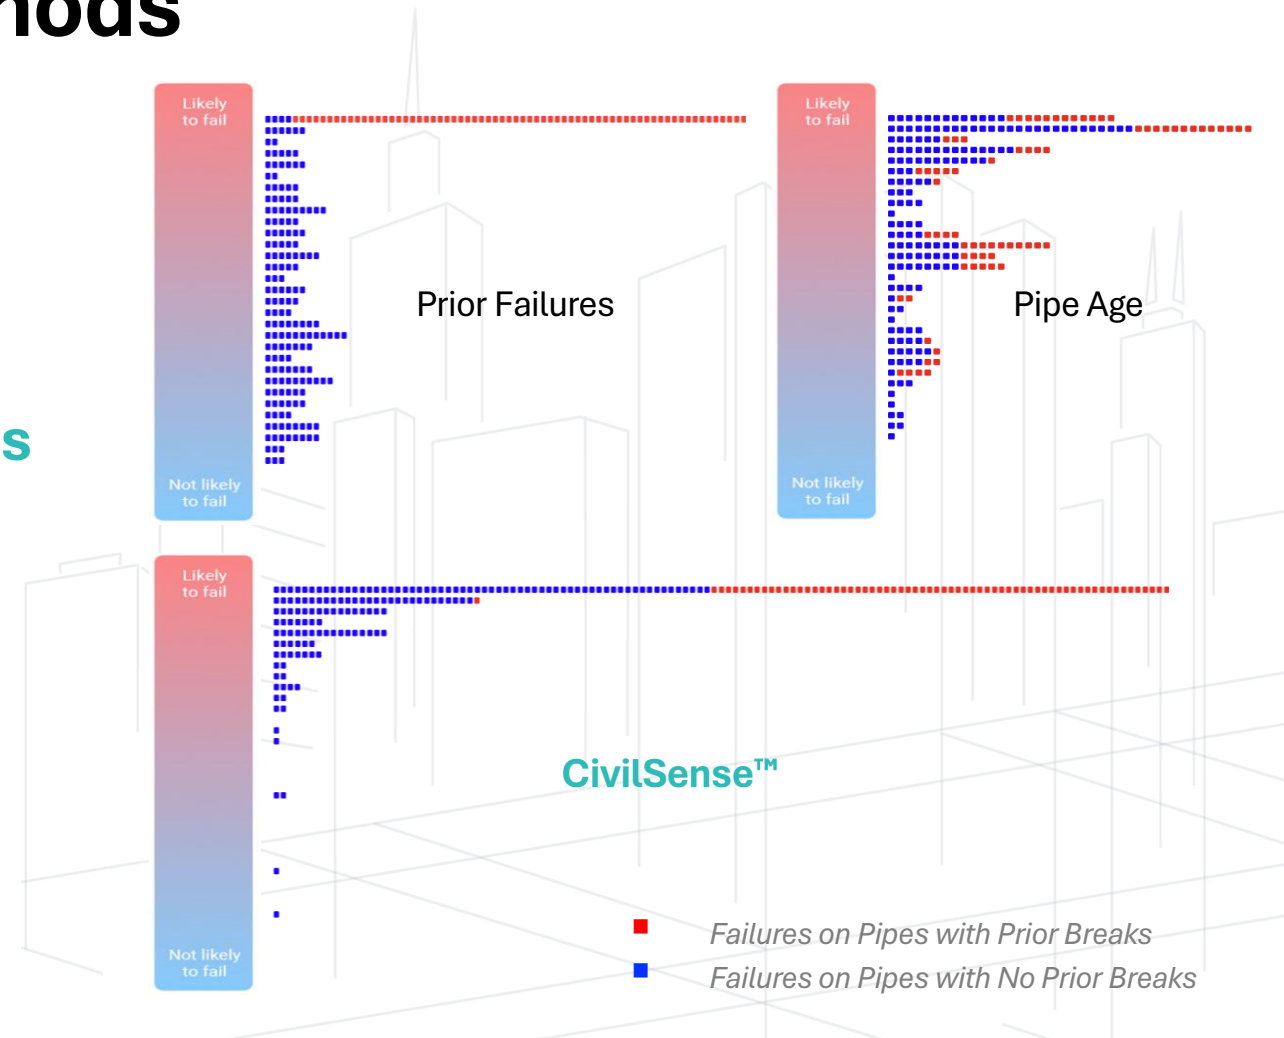 hods
Likely
to fail
Likely
to fail
Prior Failures
Pipe Age
s
Not likely
to fail
Not likely
to fail
Likely
to fail
CivilSense™
Failures on Pipes with Prior Breaks
Not likely
to fail
Failures on Pipes with No Prior Breaks